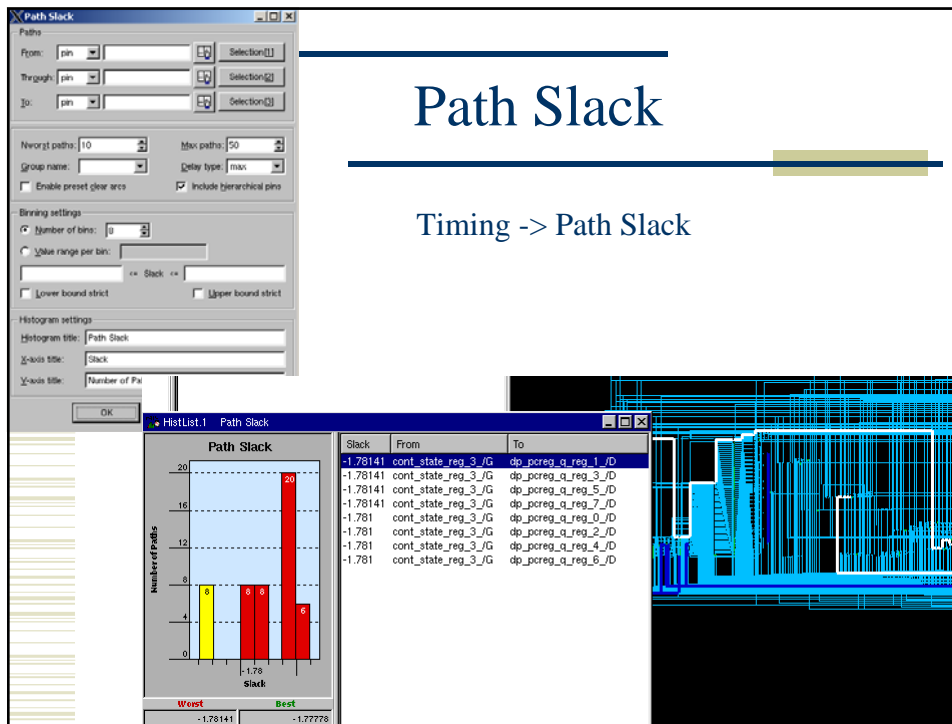 Path Slack
Paths
From: pin Selection[1]
Through: pin Selection[2]
To: pin Selection[3]
Nworst paths: 10 Max paths: 50
Group name: Delay type: max
Enable preset clear arcs Include hierarchical pins
Binning settings
Number of bins: 8
Value range per bin:
<= Slack <=
Lower bound strict Upper bound strict
Histogram settings
Histogram title: Path Slack
X-axis title: Slack
Y-axis title: Number of Pa
OK
Path Slack
Timing -> Path Slack
HistList.1 Path Slack
Path Slack
Number of Paths
20
16
12
8
4
0
8
8 8
20
6
-1.78
Slack
Worst Best
-1.78141 -1.77778
Slack From To
-1.78141 cont_state_reg_3_/G dp_pcreg_q_reg_1_/D
-1.78141 cont_state_reg_3_/G dp_pcreg_q_reg_3_/D
-1.78141 cont_state_reg_3_/G dp_pcreg_q_reg_5_/D
-1.78141 cont_state_reg_3_/G dp_pcreg_q_reg_7_/D
-1.781 cont_state_reg_3_/G dp_pcreg_q_reg_0_/D
-1.781 cont_state_reg_3_/G dp_pcreg_q_reg_2_/D
-1.781 cont_state_reg_3_/G dp_pcreg_q_reg_4_/D
-1.781 cont_state_reg_3_/G dp_pcreg_q_reg_6_/D